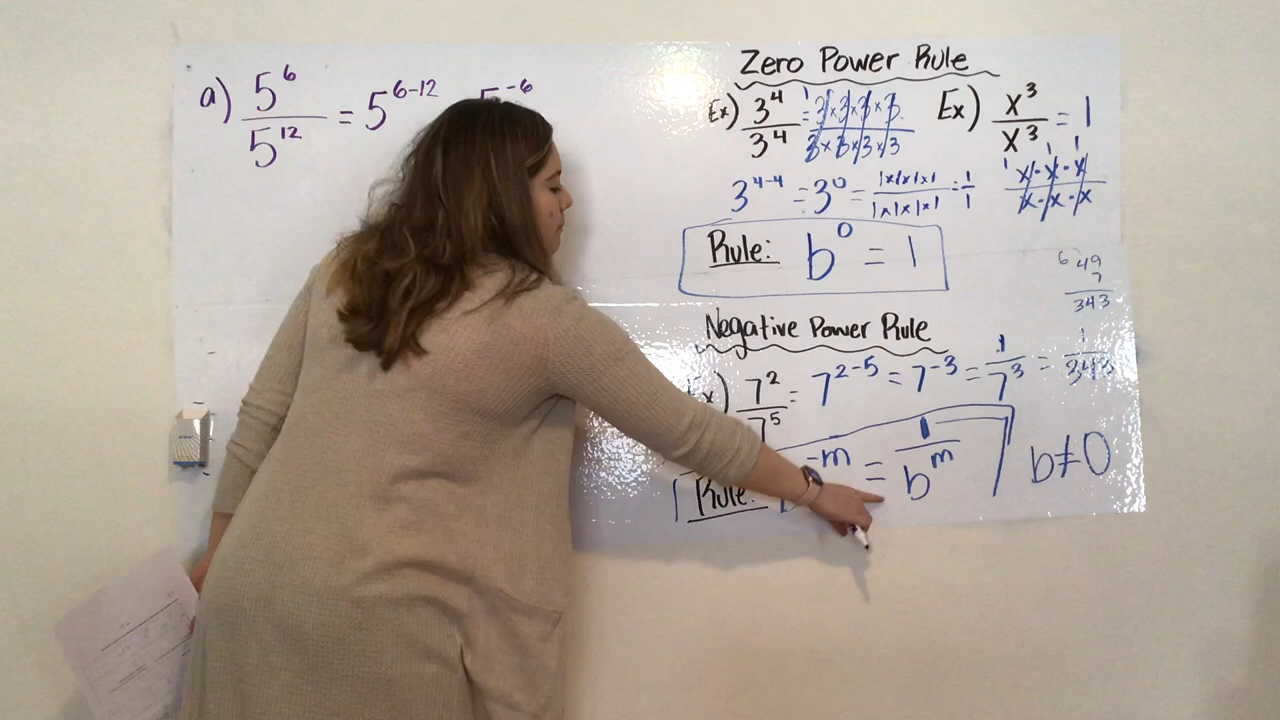 a) 5^6/5^12 = 5^6-12 5^-6
Zero Power Rule
Ex) 3^4/3^4 = 3×3×3×3/3×3×3×3
3^4-4 = 3^0 = 1×1×1×1/1×1×1×1 = 1/1
Ex) x^3/x^3 = 1
x·x·x/x·x·x
Rule: b^0 = 1
6 49
7
343
Negative Power Rule
7^2/7^5 = 7^2-5 = 7^-3 = 1/7^3 = 1/343
Rule: -m = 1/b^m
b≠0